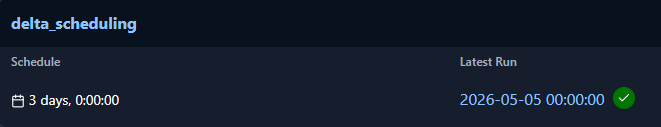 delta_scheduling
Schedule Latest Run
3 days, 0:00:00 2026-05-05 00:00:00